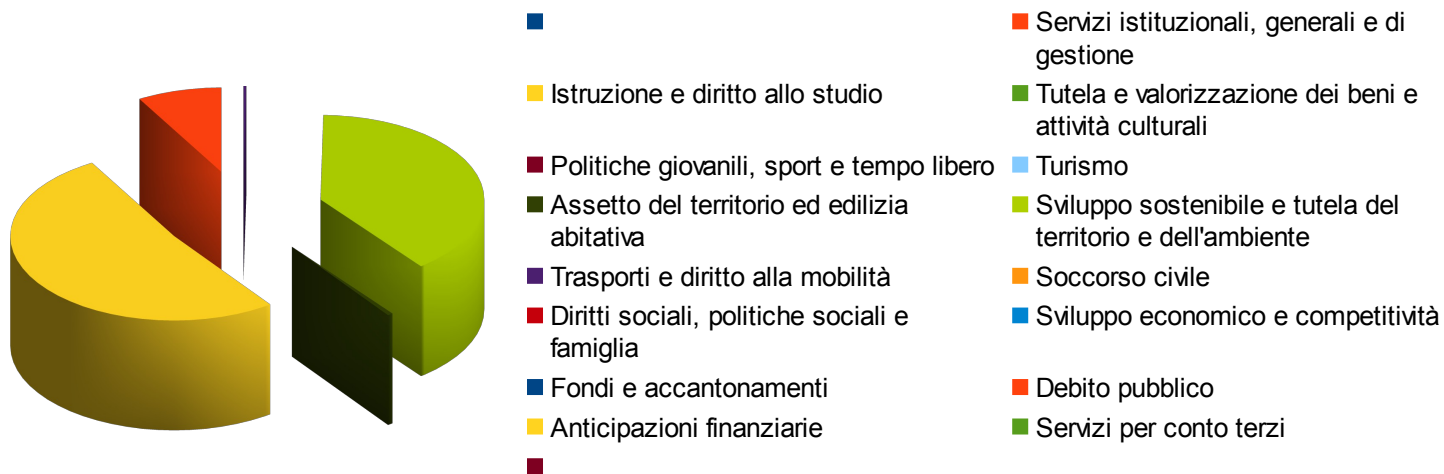 Servizi istituzionali, generali e di
gestione
Istruzione e diritto allo studio
Tutela e valorizzazione dei beni e
attività culturali
Politiche giovanili, sport e tempo libero
Turismo
Assetto del territorio ed edilizia
abitativa
Sviluppo sostenibile e tutela del
territorio e dell'ambiente
Trasporti e diritto alla mobilità
Soccorso civile
Diritti sociali, politiche sociali e
famiglia
Sviluppo economico e competitività
Fondi e accantonamenti
Debito pubblico
Anticipazioni finanziarie
Servizi per conto terzi